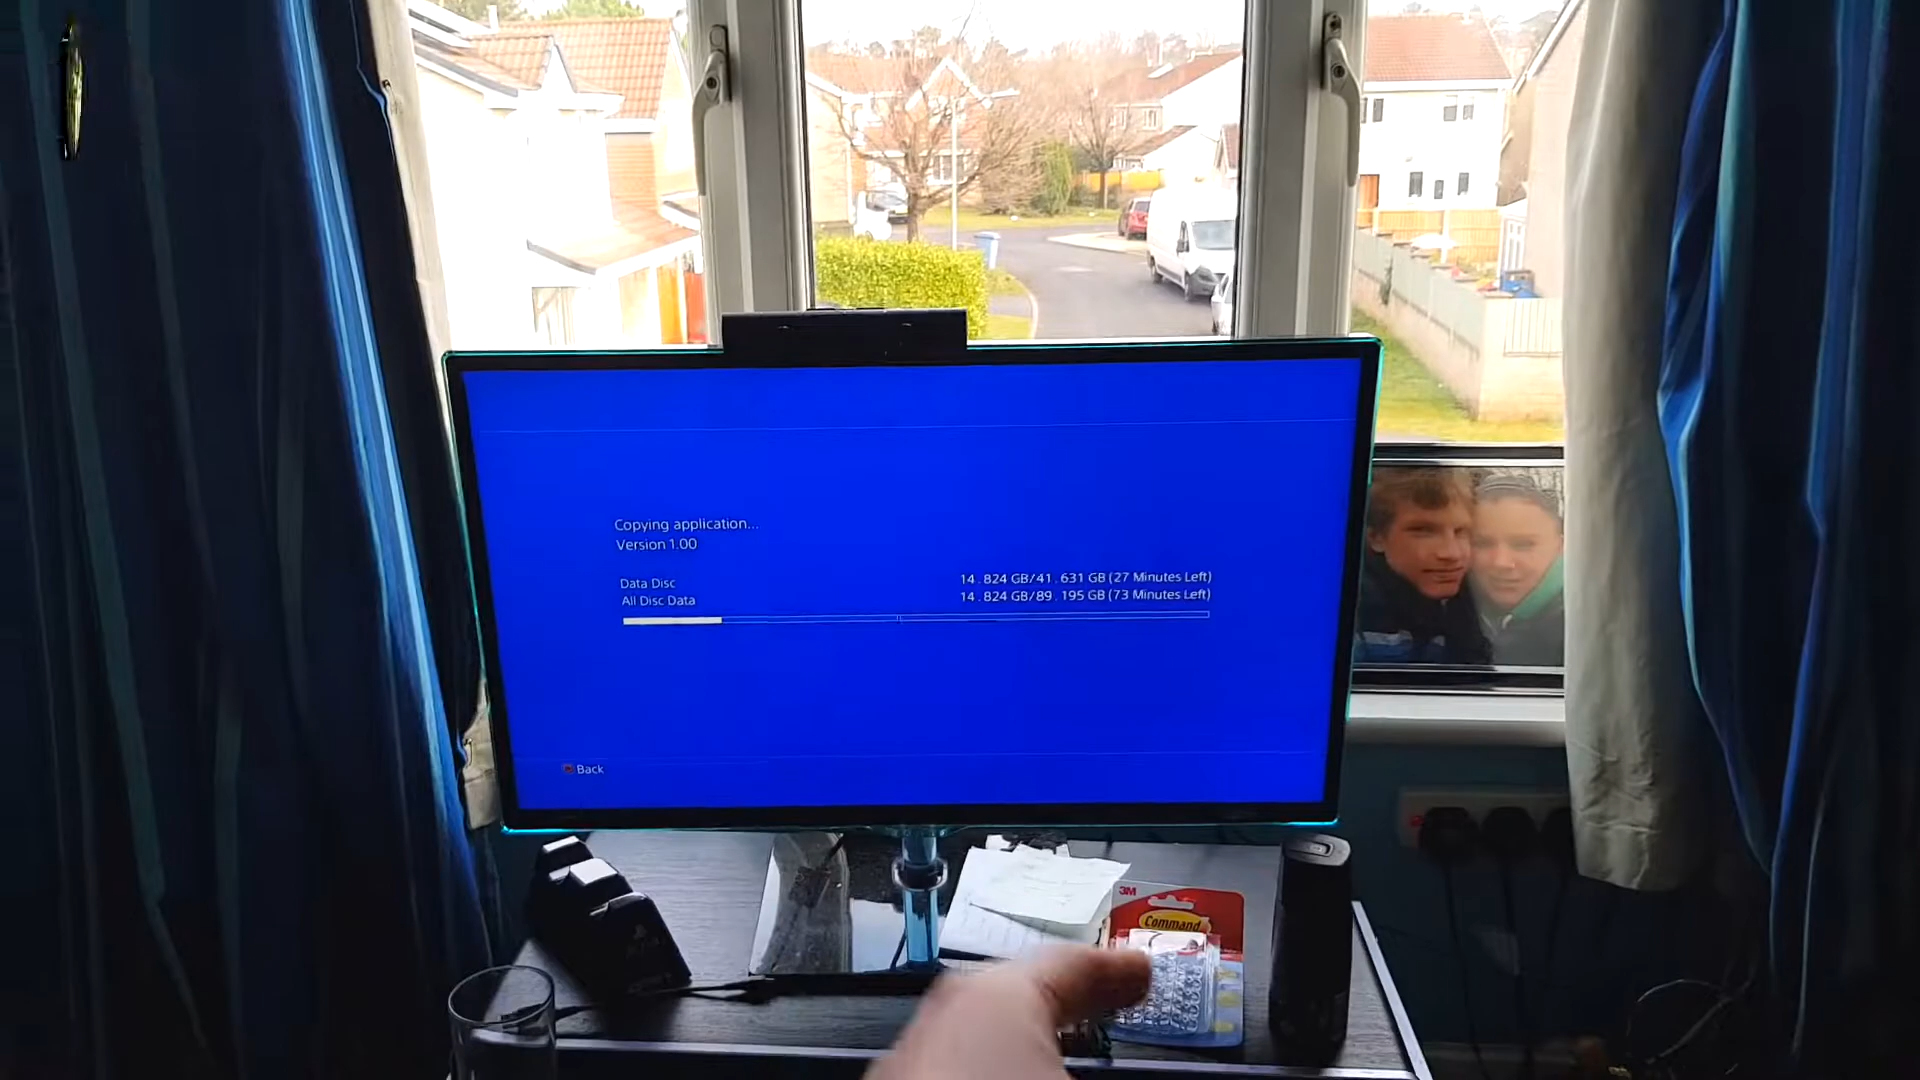 Copying application...
Version 1.00
Data Disc 14.824 GB/41.631 GB (27 Minutes Left)
All Disc Data 14.824 GB/89.195 GB (73 Minutes Left)
Back
3M
Command